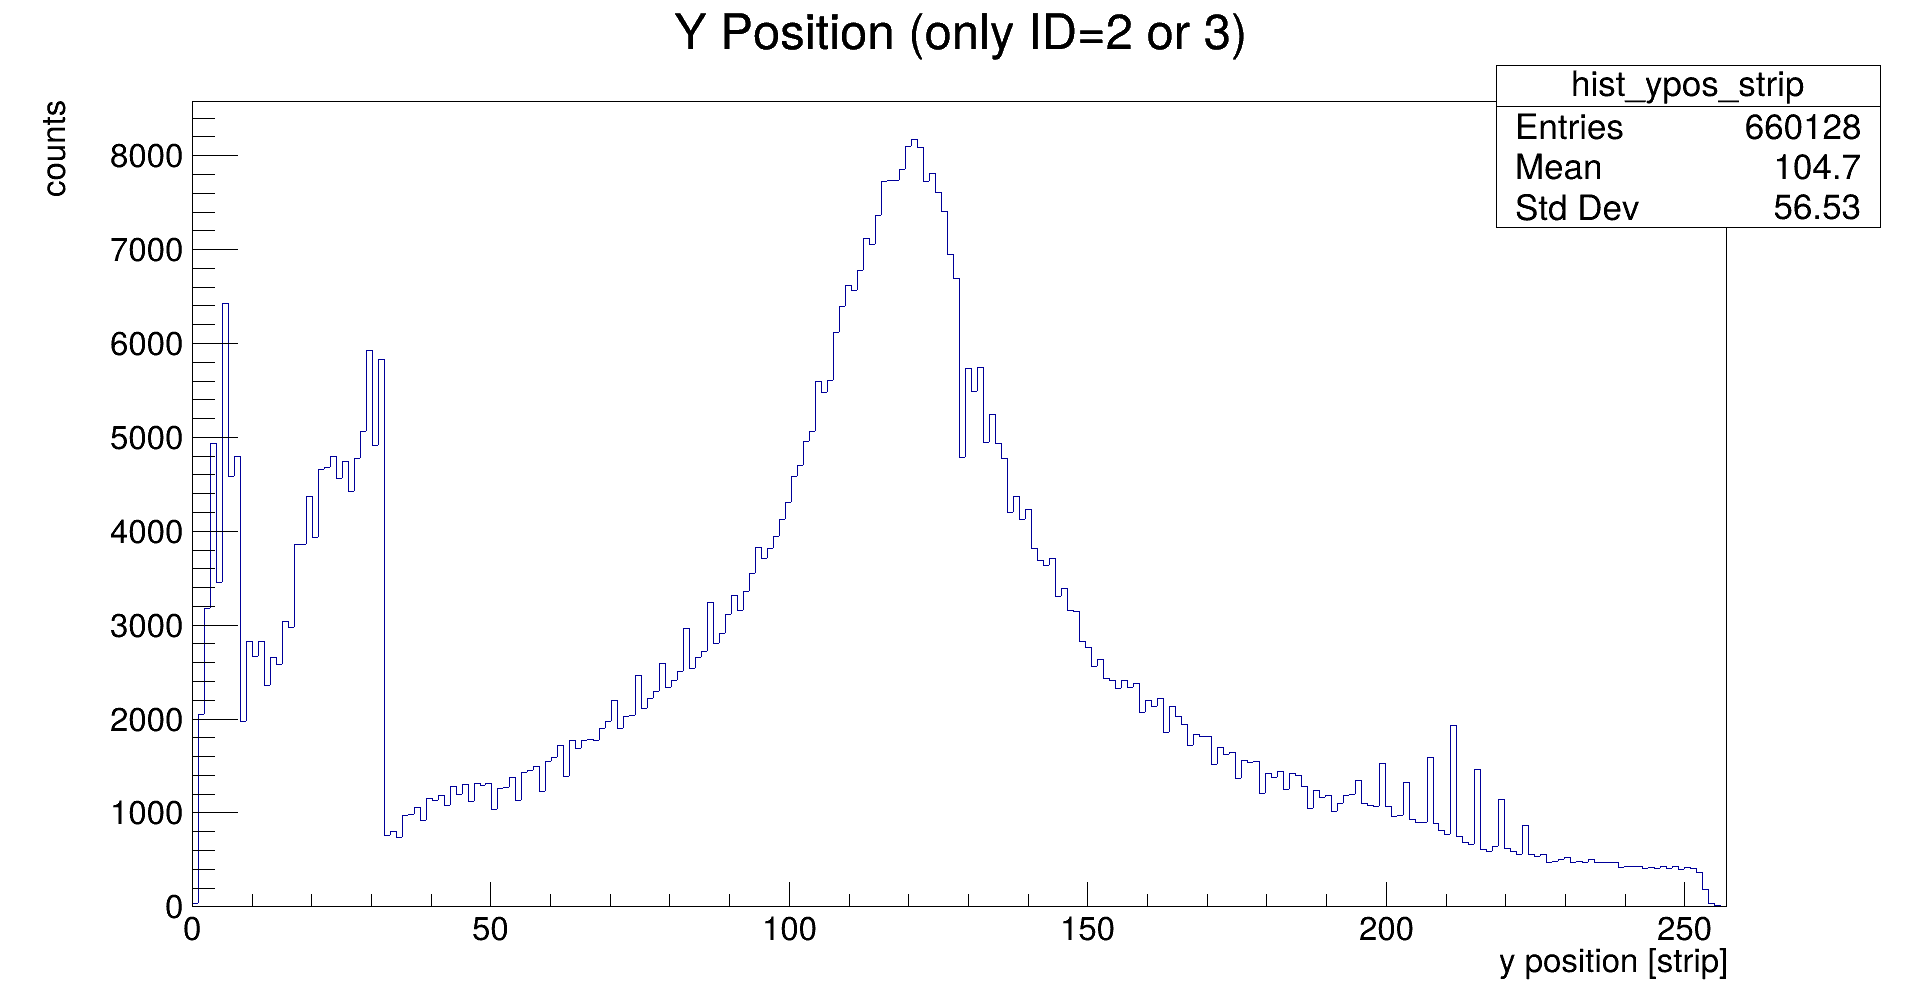 Y Position (only ID=2 or 3)
hist_ypos_strip
Entries 660128
Mean 104.7
Std Dev 56.53
counts
8000
7000
6000
5000
4000
3000
2000
1000
0
0 50 100 150 200 250
y position [strip]